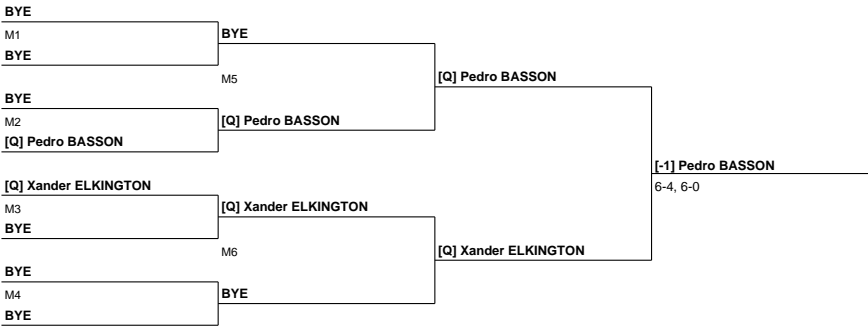 BYE
M1
BYE
BYE
M5
[Q] Pedro BASSON
BYE
M2
[Q] Pedro BASSON
[Q] Pedro BASSON
[-1] Pedro BASSON
6-4, 6-0
[Q] Xander ELKINGTON
M3
[Q] Xander ELKINGTON
BYE
M6
[Q] Xander ELKINGTON
BYE
M4
BYE
BYE